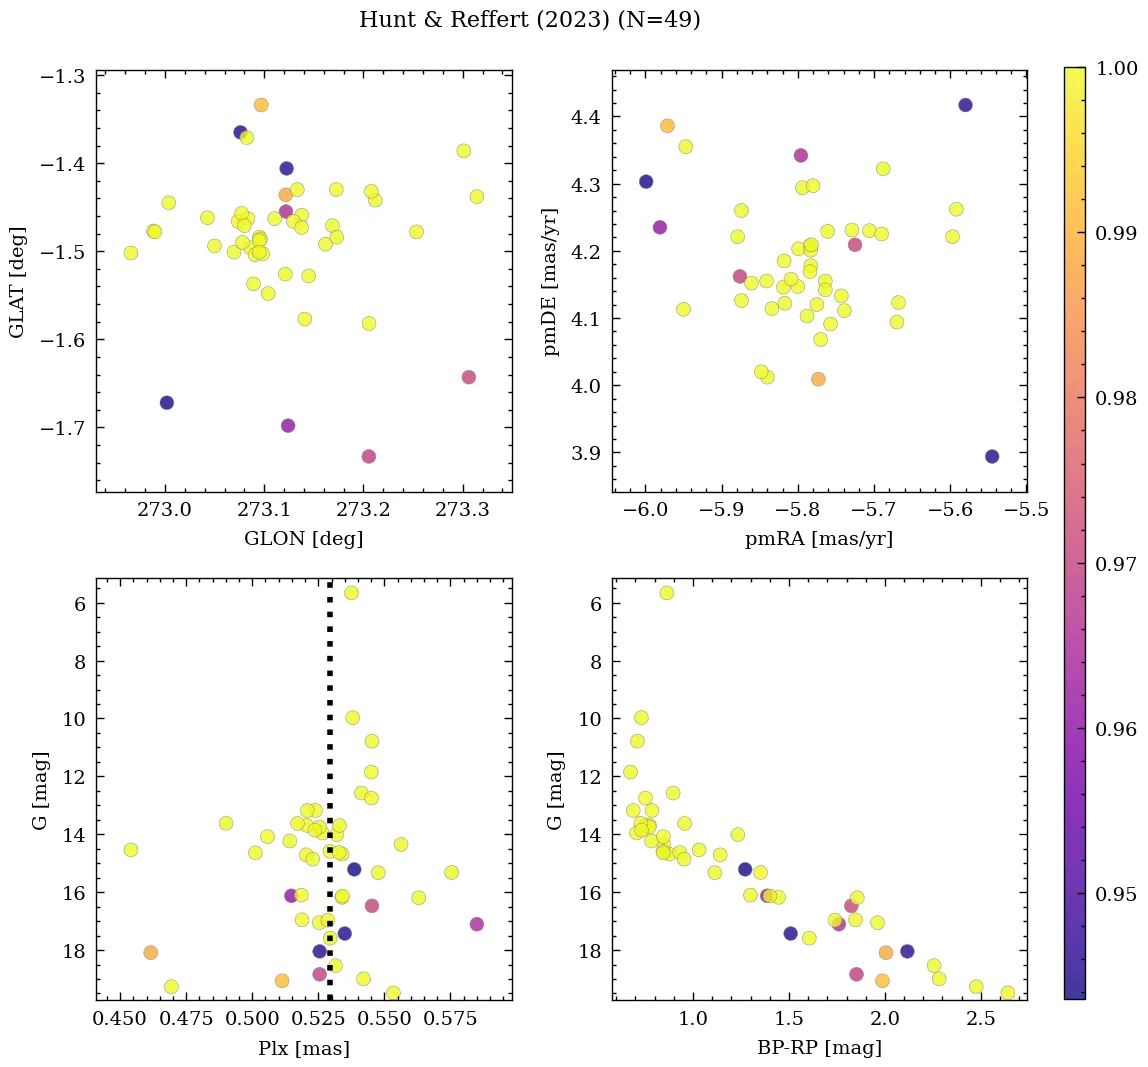 Hunt & Reffert (2023) (N=49)
−1.3
−1.4
−1.5
−1.6
−1.7
GLAT [deg]
273.0 273.1 273.2 273.3
GLON [deg]
4.4
4.3
4.2
4.1
4.0
3.9
pmDE [mas/yr]
−6.0 −5.9 −5.8 −5.7 −5.6 −5.5
pmRA [mas/yr]
6
8
10
12
14
16
18
G [mag]
0.450 0.475 0.500 0.525 0.550 0.575
Plx [mas]
6
8
10
12
14
16
18
G [mag]
1.0 1.5 2.0 2.5
BP-RP [mag]
1.00
0.99
0.98
0.97
0.96
0.95